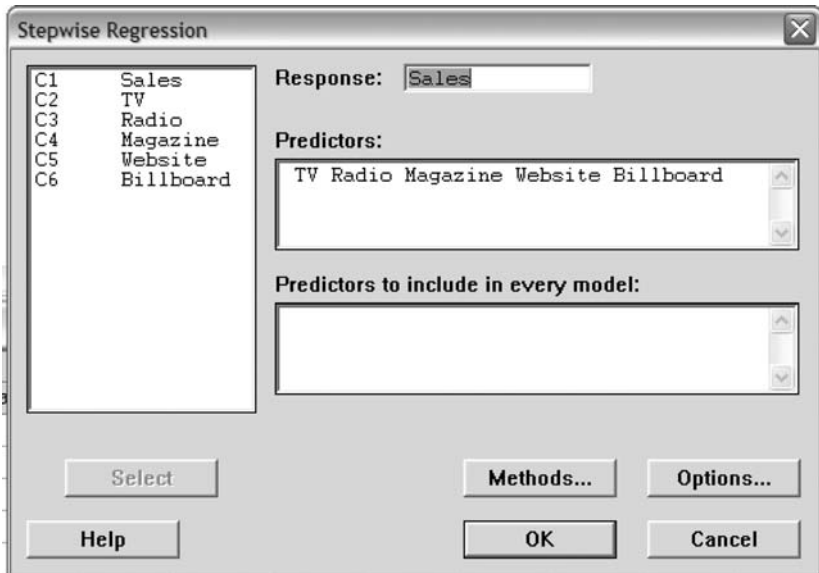 Stepwise Regression
C1 Sales
C2 TV
C3 Radio
C4 Magazine
C5 Website
C6 Billboard
Response: Sales
Predictors:
TV Radio Magazine Website Billboard
Predictors to include in every model:
Select
Methods...
Options...
Help
OK
Cancel